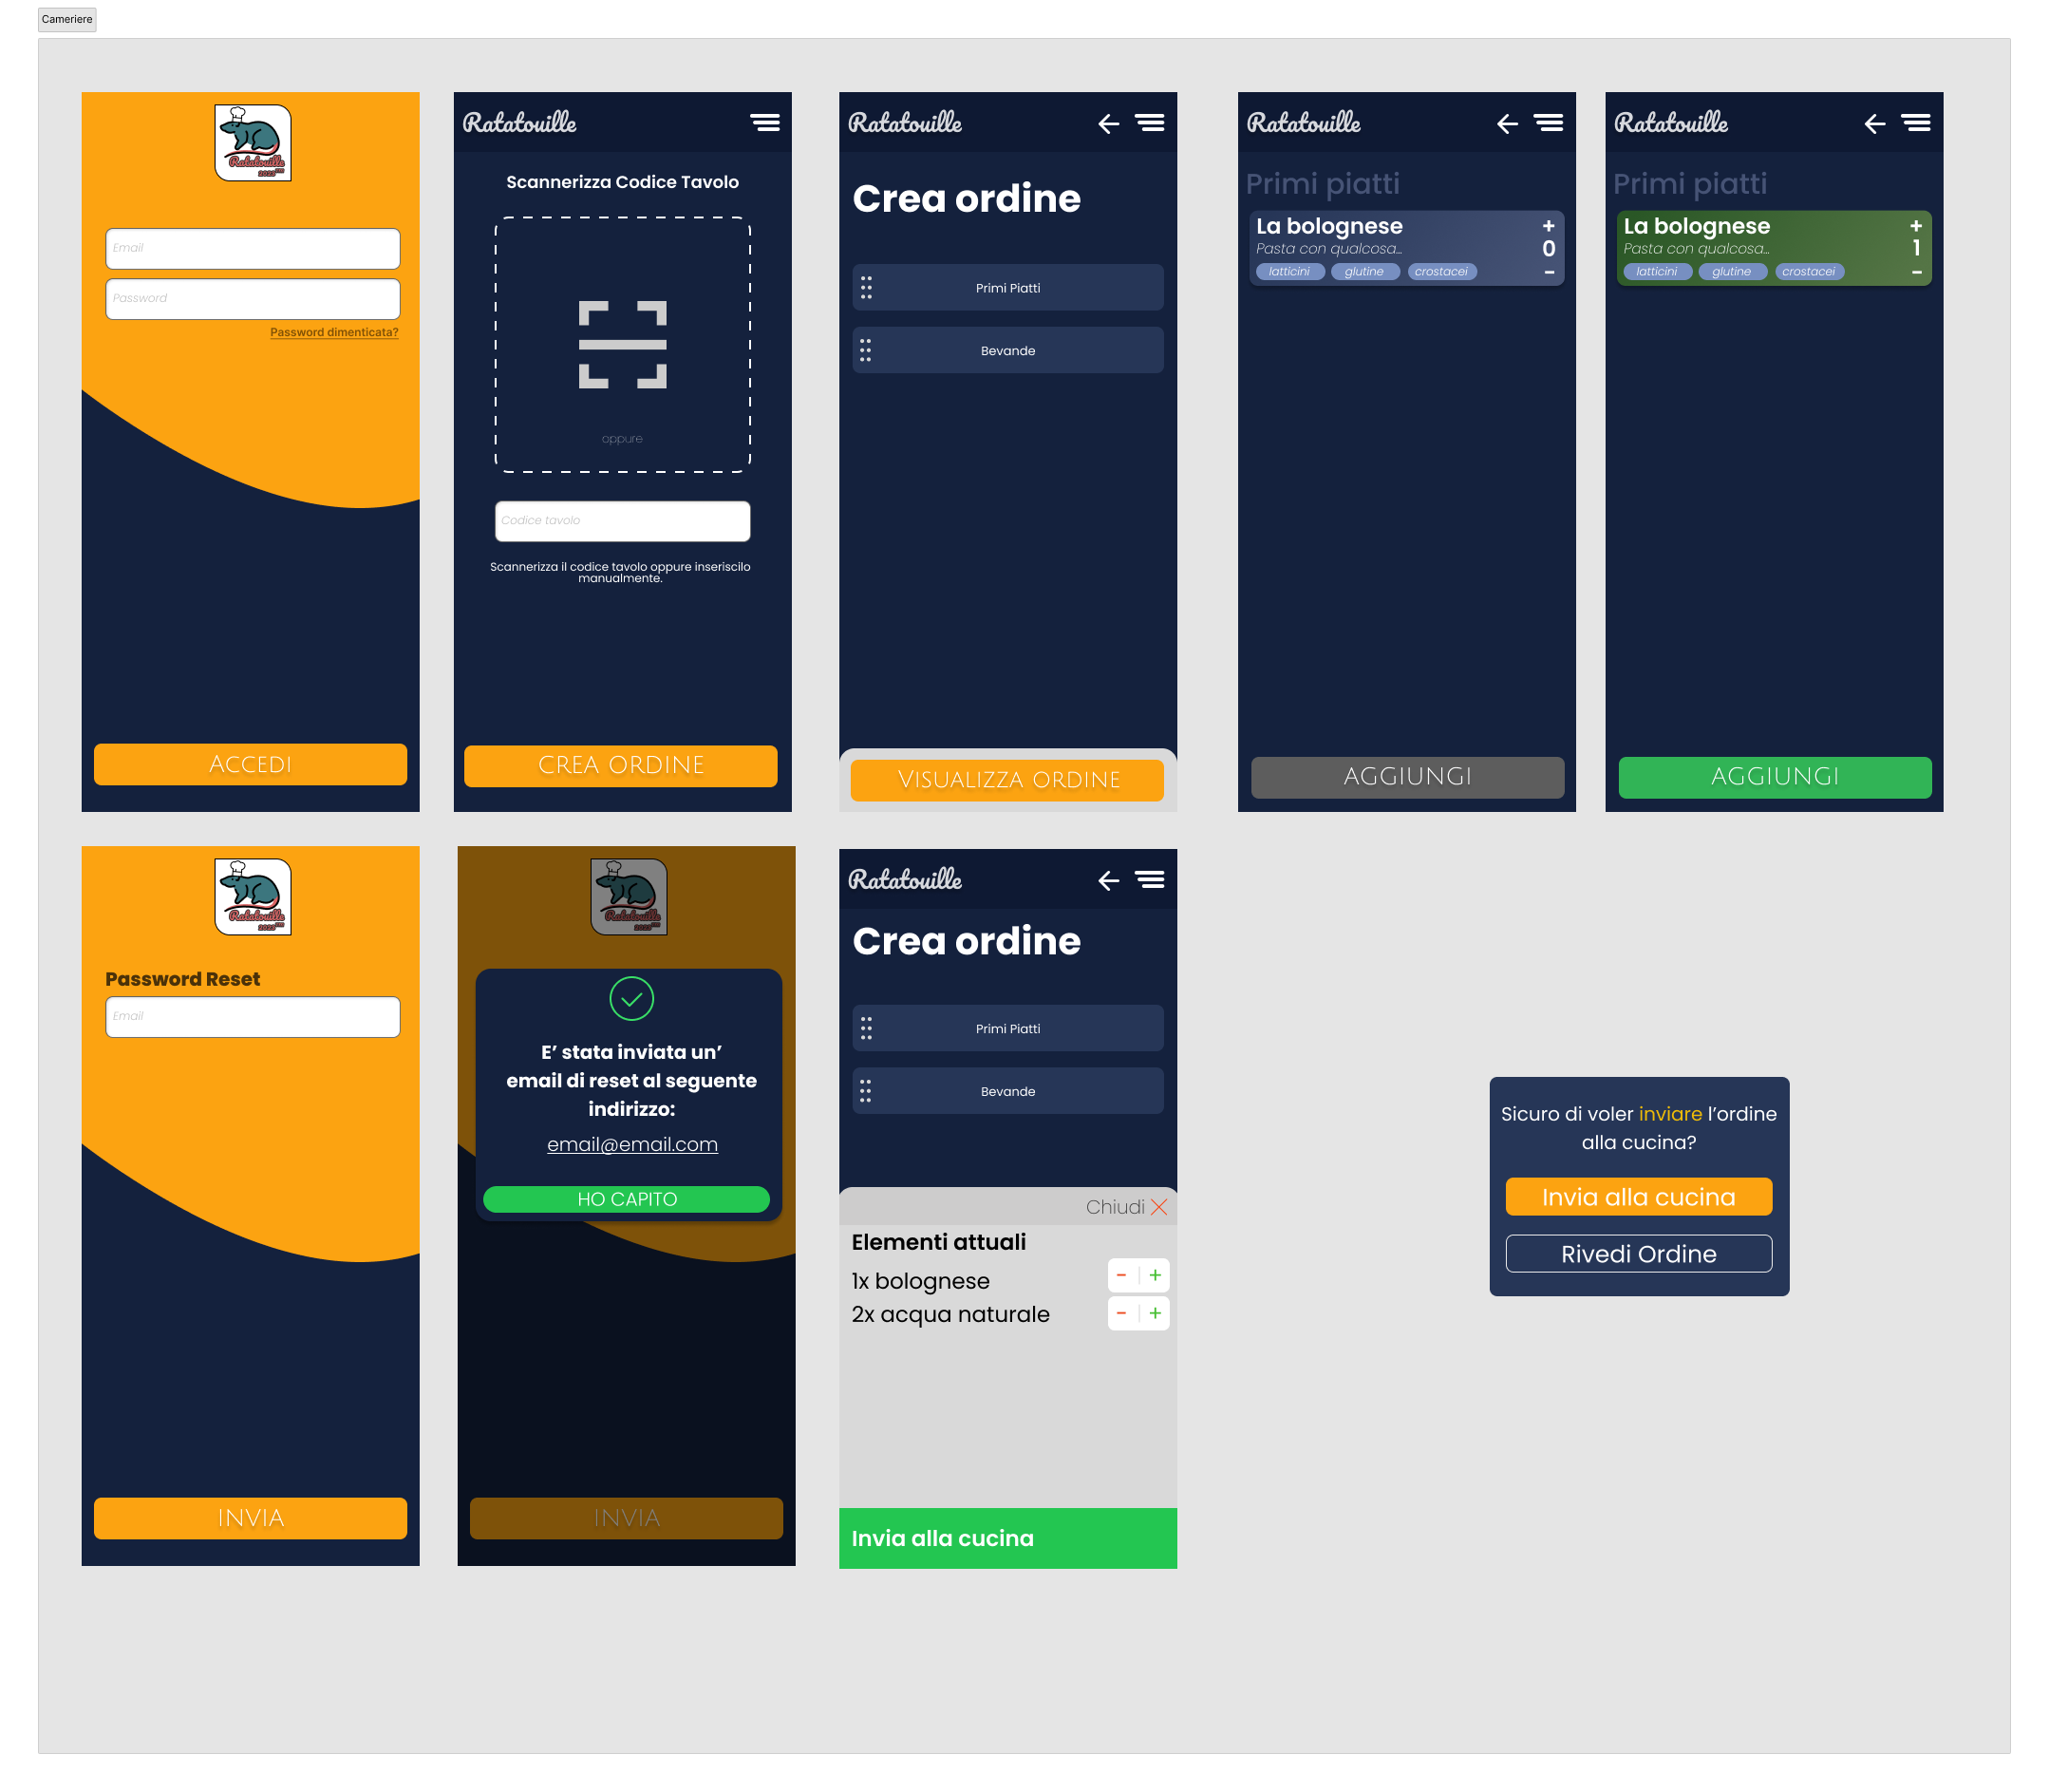 Cameriere
Ratatouille
2023
Email
Password
Password dimenticata?
Accedi
Ratatouille
Scannerizza Codice Tavolo
oppure
Codice tavolo
Scannerizza il codice tavolo oppure inseriscilo
manualmente.
CREA ORDINE
Ratatouille
Crea ordine
Primi Piatti
Bevande
Visualizza ordine
Ratatouille
Primi piatti
La bolognese
+
Pasta con qualcosa...
0
latticini glutine crostacei
-
AGGIUNGI
Ratatouille
Primi piatti
La bolognese
+
Pasta con qualcosa...
1
latticini glutine crostacei
-
AGGIUNGI
Ratatouille
2023
Password Reset
Email
INVIA
Ratatouille
2023
E’ stata inviata un’
email di reset al seguente
indirizzo:
email@email.com
HO CAPITO
INVIA
Ratatouille
Crea ordine
Primi Piatti
Bevande
Chiudi
Elementi attuali
1x bolognese - +
2x acqua naturale - +
Invia alla cucina
Sicuro di voler inviare l’ordine
alla cucina?
Invia alla cucina
Rivedi Ordine